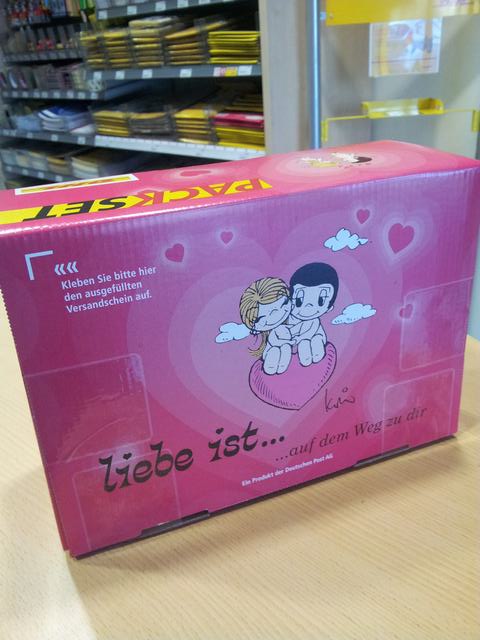 PACKSET
Kleben Sie bitte hier
den ausgefüllten
Versandschein auf.
liebe ist...
...auf dem Weg zu dir
Ein Produkt der Deutschen Post AG